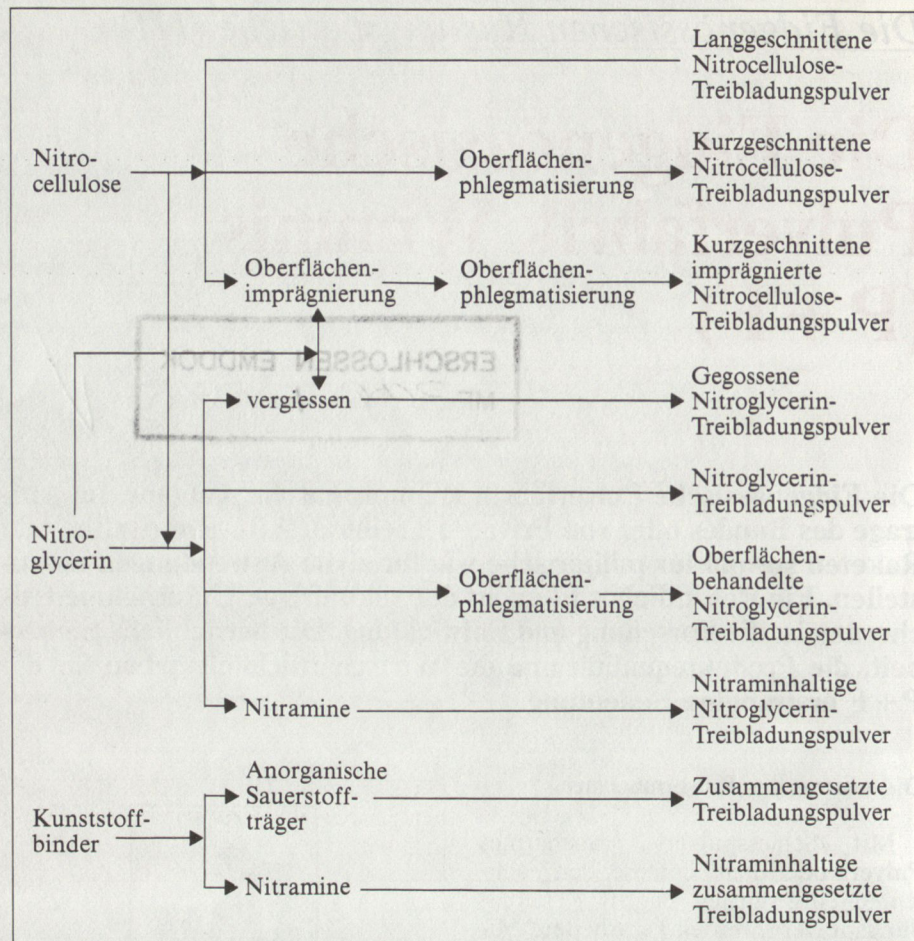 Langgeschnittene
Nitrocellulose-
Treibladungspulver
Nitro-
cellulose
Oberflächen-
phlegmatisierung
Kurzgeschnittene
Nitrocellulose-
Treibladungspulver
Oberflächen-
imprägnierung
Oberflächen-
phlegmatisierung
Kurzgeschnittene
imprägnierte
Nitrocellulose-
Treibladungspulver
ERSCHLOSSEN EMDDOK
MF
vergiessen
Gegossene
Nitroglycerin-
Treibladungspulver
Nitroglycerin-
Treibladungspulver
Nitro-
glycerin
Oberflächen-
phlegmatisierung
Oberflächen-
behandelte
Nitroglycerin-
Treibladungspulver
Nitramine
Nitraminhaltige
Nitroglycerin-
Treibladungspulver
Kunststoff-
binder
Anorganische
Sauerstoff-
träger
Zusammengesetzte
Treibladungspulver
Nitramine
Nitraminhaltige
zusammengesetzte
Treibladungspulver